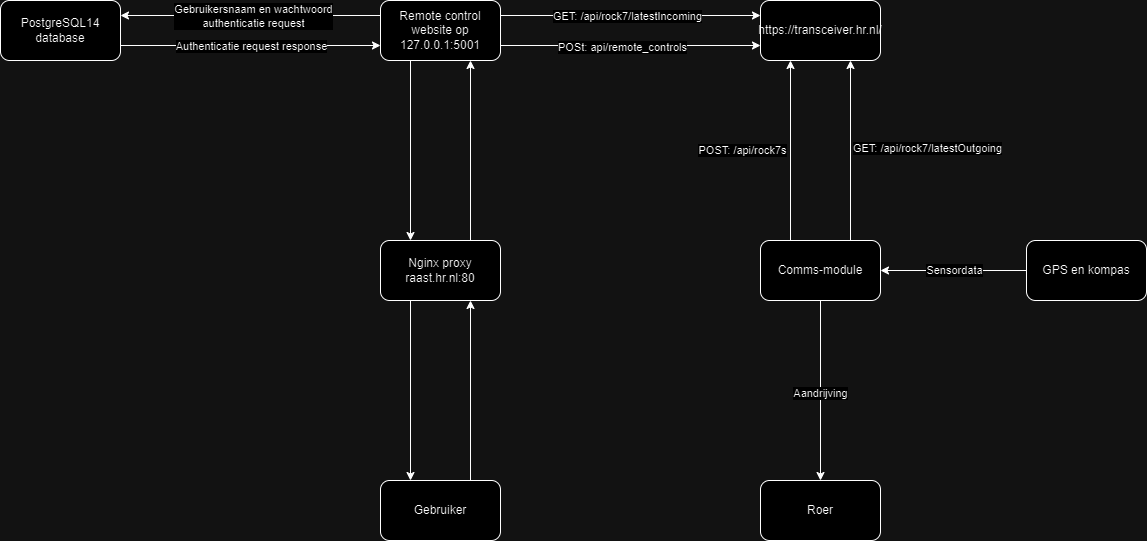 PostgreSQL14
database
Gebruikersnaam en wachtwoord
authenticatie request
Authenticatie request response
Remote control
website op
127.0.0.1:5001
GET: /api/rock7/latestIncoming
POSt: api/remote_controls
https://transceiver.hr.nl/
POST: /api/rock7s
GET: /api/rock7/latestOutgoing
Nginx proxy
raast.hr.nl:80
Comms-module
Sensordata
GPS en kompas
Aandrijving
Gebruiker
Roer